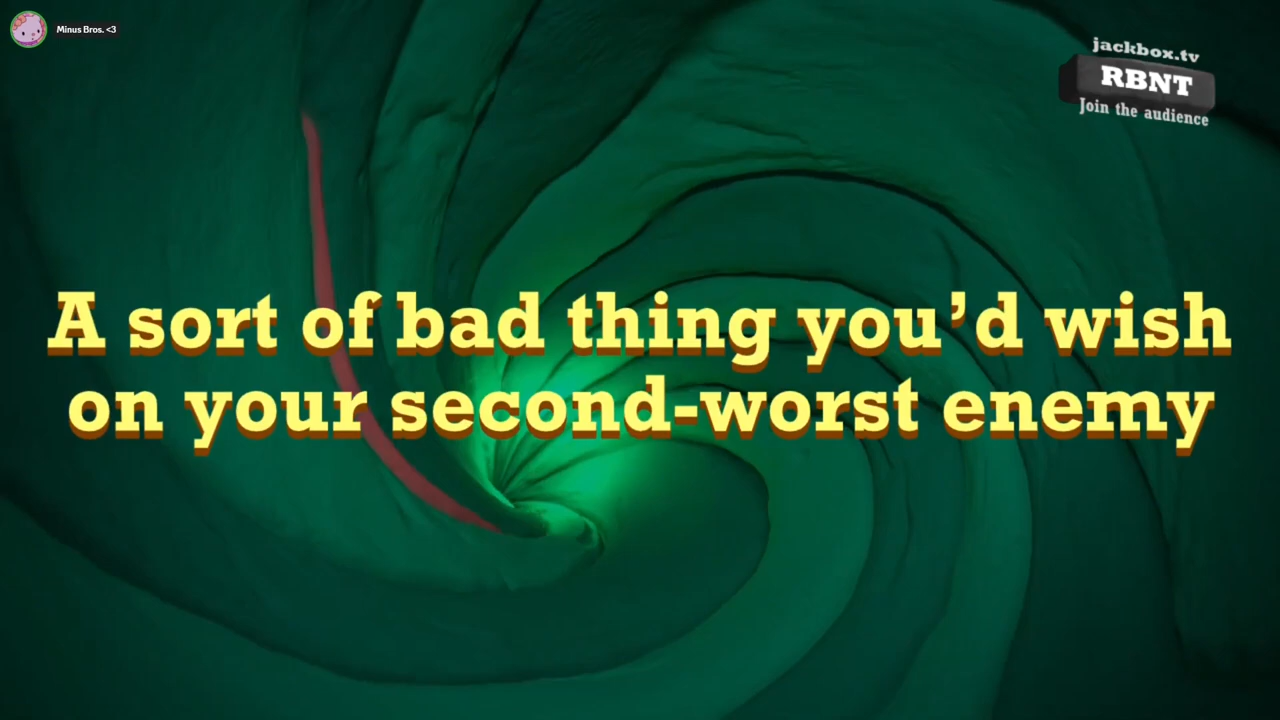 Minus Bros. <3
jackbox.tv
RBNT
Join the audience
A sort of bad thing you’d wish
on your second-worst enemy